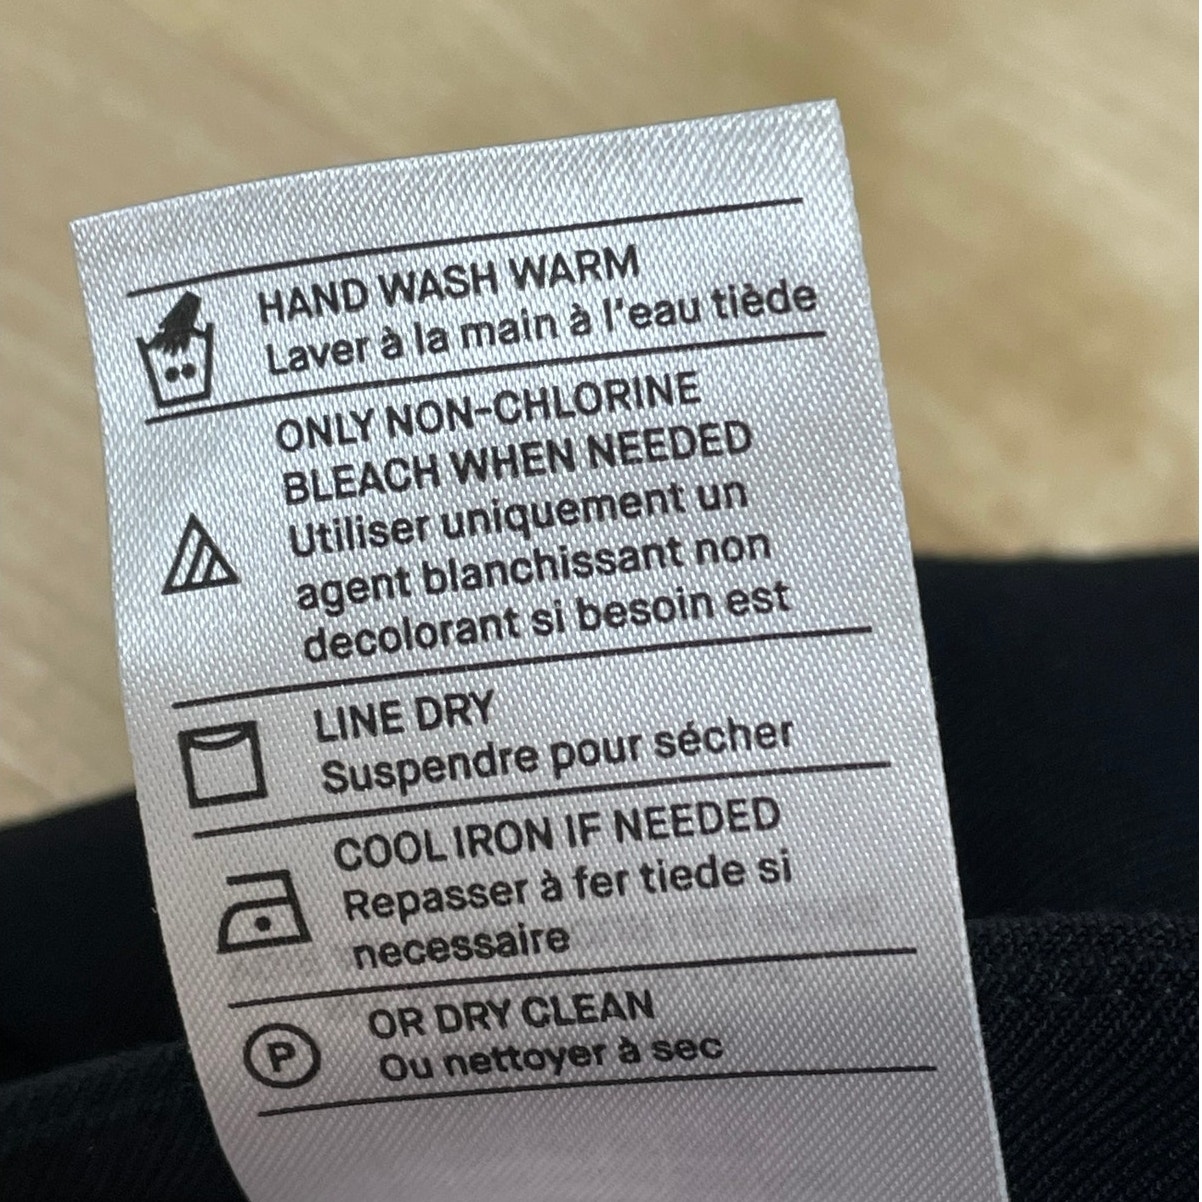 HAND WASH WARM
Laver à la main à l'eau tiède
ONLY NON-CHLORINE
BLEACH WHEN NEEDED
Utiliser uniquement un
agent blanchissant non
decolorant si besoin est
LINE DRY
Suspendre pour sécher
COOL IRON IF NEEDED
Repasser à fer tiede si
necessaire
P
OR DRY CLEAN
Ou nettoyer à sec